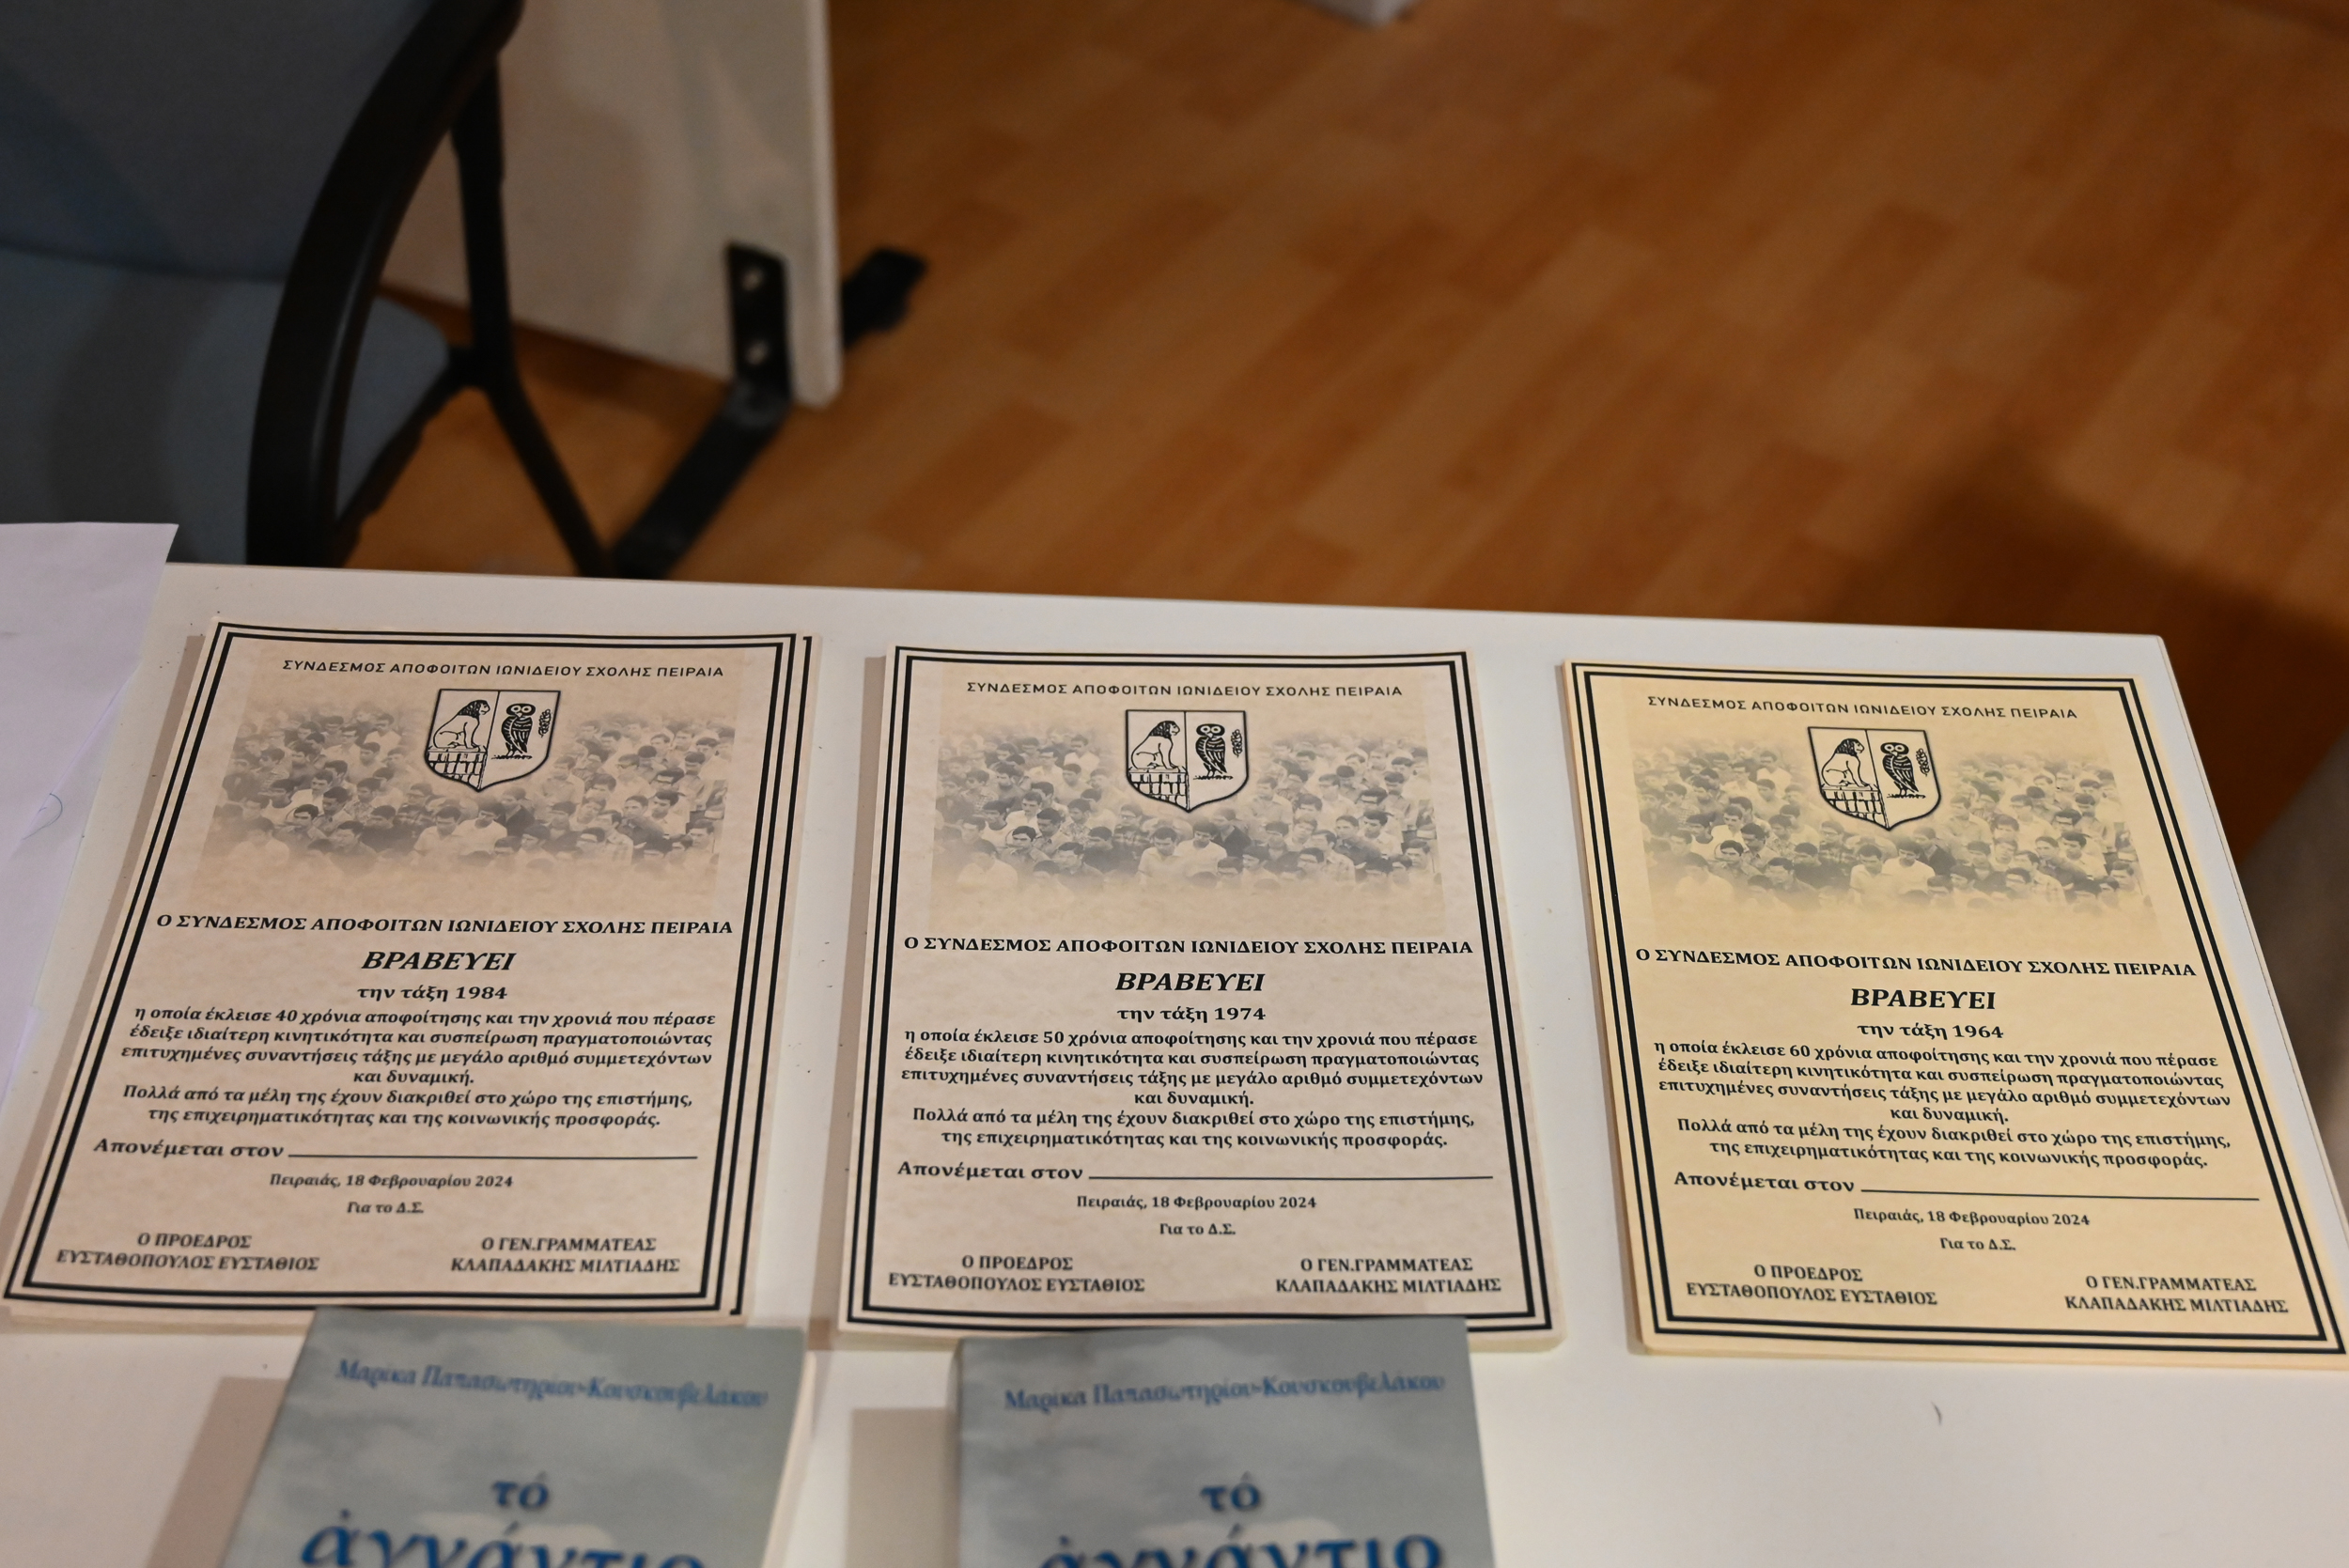 ΣΥΝΔΕΣΜΟΣ ΑΠΟΦΟΙΤΩΝ ΙΩΝΙΔΕΙΟΥ ΣΧΟΛΗΣ ΠΕΙΡΑΙΑ
Ο ΣΥΝΔΕΣΜΟΣ ΑΠΟΦΟΙΤΩΝ ΙΩΝΙΔΕΙΟΥ ΣΧΟΛΗΣ ΠΕΙΡΑΙΑ
ΒΡΑΒΕΥΕΙ
την τάξη 1984
η οποία έκλεισε 40 χρόνια αποφοίτησης και την χρονιά που πέρασε
έδειξε ιδιαίτερη κινητικότητα και συσπείρωση πραγματοποιώντας
επιτυχημένες συναντήσεις τάξης με μεγάλο αριθμό συμμετεχόντων
και δυναμική.
Πολλά από τα μέλη της έχουν διακριθεί στο χώρο της επιστήμης,
της επιχειρηματικότητας και της κοινωνικής προσφοράς.
Απονέμεται στον
Πειραιάς, 18 Φεβρουαρίου 2024
Για το Δ.Σ.
Ο ΠΡΟΕΔΡΟΣ
ΕΥΣΤΑΘΟΠΟΥΛΟΣ ΕΥΣΤΑΘΙΟΣ
Ο ΓΕΝ.ΓΡΑΜΜΑΤΕΑΣ
ΚΛΑΠΑΔΑΚΗΣ ΜΙΛΤΙΑΔΗΣ
ΣΥΝΔΕΣΜΟΣ ΑΠΟΦΟΙΤΩΝ ΙΩΝΙΔΕΙΟΥ ΣΧΟΛΗΣ ΠΕΙΡΑΙΑ
Ο ΣΥΝΔΕΣΜΟΣ ΑΠΟΦΟΙΤΩΝ ΙΩΝΙΔΕΙΟΥ ΣΧΟΛΗΣ ΠΕΙΡΑΙΑ
ΒΡΑΒΕΥΕΙ
την τάξη 1974
η οποία έκλεισε 50 χρόνια αποφοίτησης και την χρονιά που πέρασε
έδειξε ιδιαίτερη κινητικότητα και συσπείρωση πραγματοποιώντας
επιτυχημένες συναντήσεις τάξης με μεγάλο αριθμό συμμετεχόντων
και δυναμική.
Πολλά από τα μέλη της έχουν διακριθεί στο χώρο της επιστήμης,
της επιχειρηματικότητας και της κοινωνικής προσφοράς.
Απονέμεται στον
Πειραιάς, 18 Φεβρουαρίου 2024
Για το Δ.Σ.
Ο ΠΡΟΕΔΡΟΣ
ΕΥΣΤΑΘΟΠΟΥΛΟΣ ΕΥΣΤΑΘΙΟΣ
Ο ΓΕΝ.ΓΡΑΜΜΑΤΕΑΣ
ΚΛΑΠΑΔΑΚΗΣ ΜΙΛΤΙΑΔΗΣ
ΣΥΝΔΕΣΜΟΣ ΑΠΟΦΟΙΤΩΝ ΙΩΝΙΔΕΙΟΥ ΣΧΟΛΗΣ ΠΕΙΡΑΙΑ
Ο ΣΥΝΔΕΣΜΟΣ ΑΠΟΦΟΙΤΩΝ ΙΩΝΙΔΕΙΟΥ ΣΧΟΛΗΣ ΠΕΙΡΑΙΑ
ΒΡΑΒΕΥΕΙ
την τάξη 1964
η οποία έκλεισε 60 χρόνια αποφοίτησης και την χρονιά που πέρασε
έδειξε ιδιαίτερη κινητικότητα και συσπείρωση πραγματοποιώντας
επιτυχημένες συναντήσεις τάξης με μεγάλο αριθμό συμμετεχόντων
και δυναμική.
Πολλά από τα μέλη της έχουν διακριθεί στο χώρο της επιστήμης,
της επιχειρηματικότητας και της κοινωνικής προσφοράς.
Απονέμεται στον
Πειραιάς, 18 Φεβρουαρίου 2024
Για το Δ.Σ.
Ο ΠΡΟΕΔΡΟΣ
ΕΥΣΤΑΘΟΠΟΥΛΟΣ ΕΥΣΤΑΘΙΟΣ
Ο ΓΕΝ.ΓΡΑΜΜΑΤΕΑΣ
ΚΛΑΠΑΔΑΚΗΣ ΜΙΛΤΙΑΔΗΣ
Μαρικα Παπασωτηρίου-Κουσκουβελάκου
τό
ἀγνάντιο
Μαρικα Παπασωτηρίου-Κουσκουβελάκου
τό
ἀγνάντιο